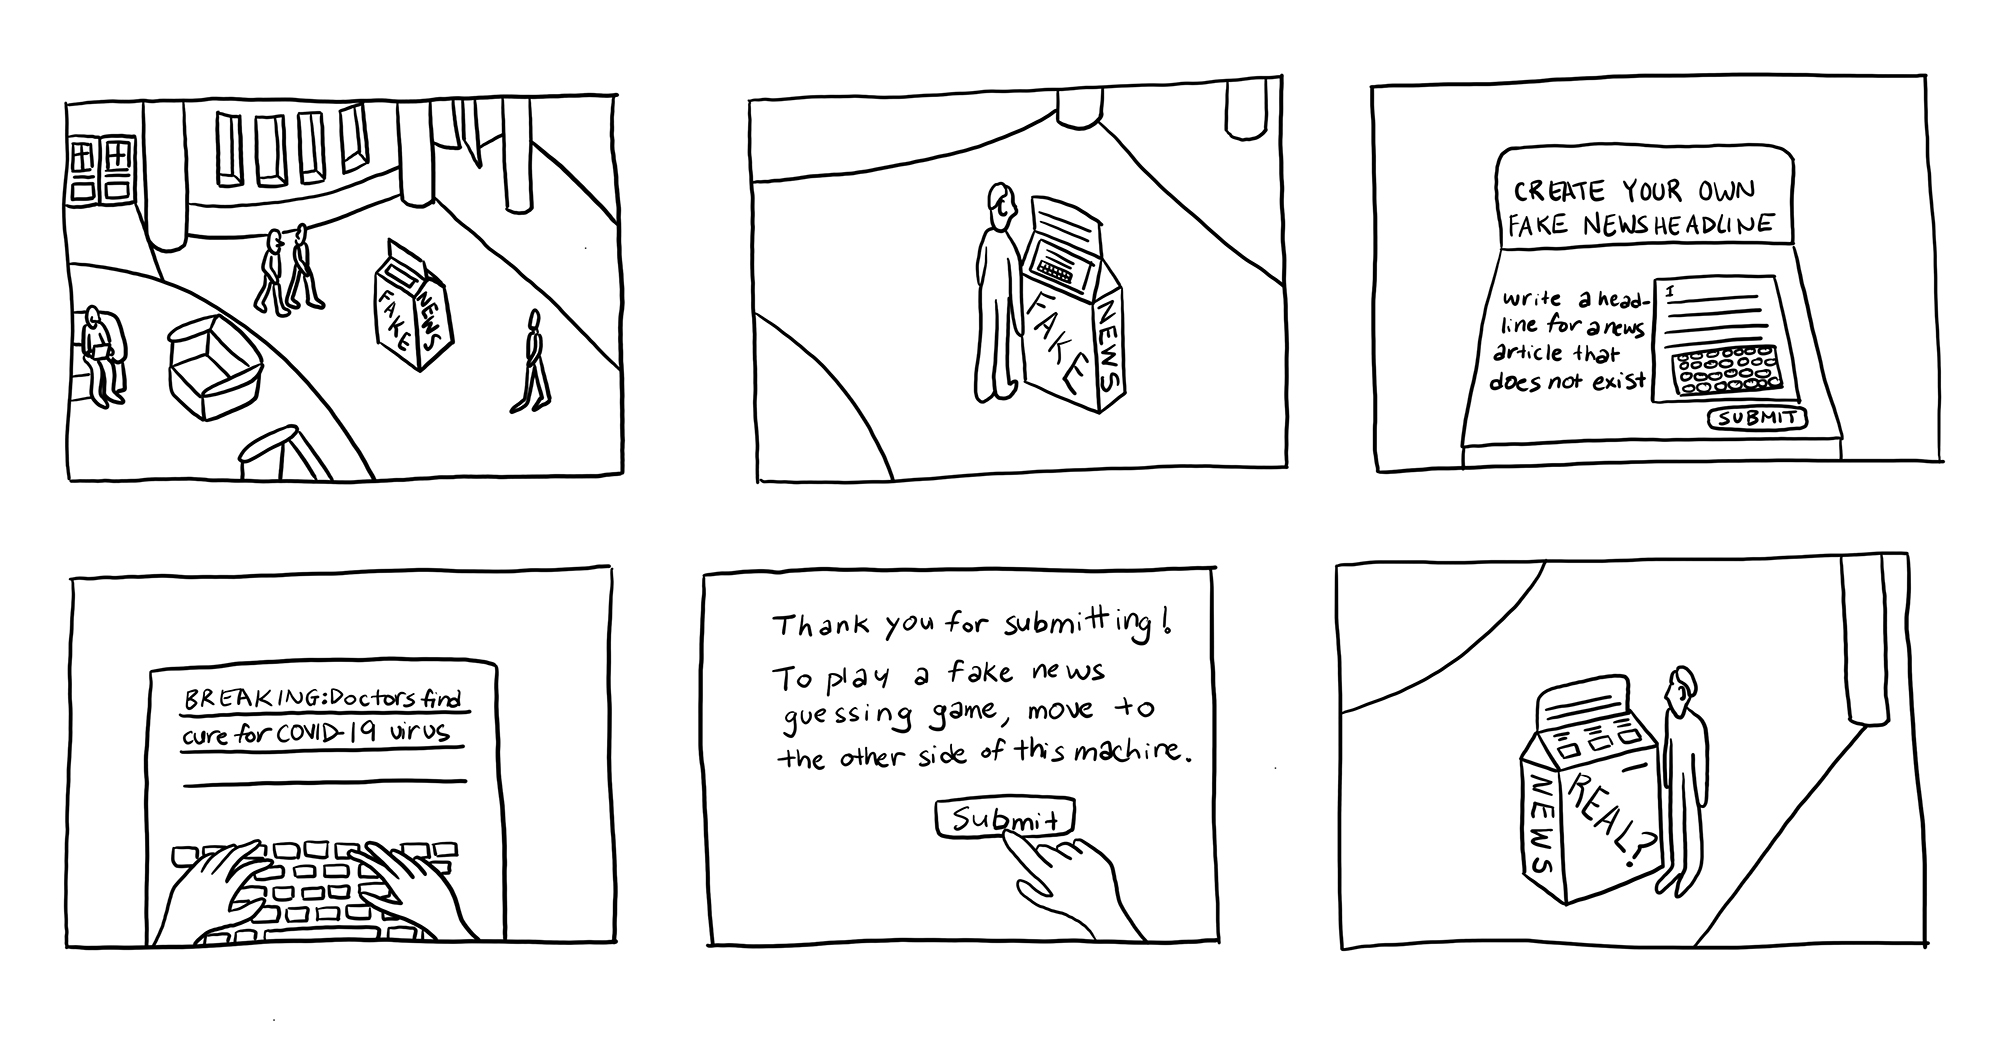 FAKE
NEWS
FAKE
NEWS
CREATE YOUR OWN
FAKE NEWS HEADLINE
write a head-
line for a news
article that
does not exist
I
SUBMIT
BREAKING: Doctors find
cure for COVID-19 virus
Thank you for submitting!
To play a fake news
guessing game, move to
the other side of this machine.
Submit
NEWS
REAL?